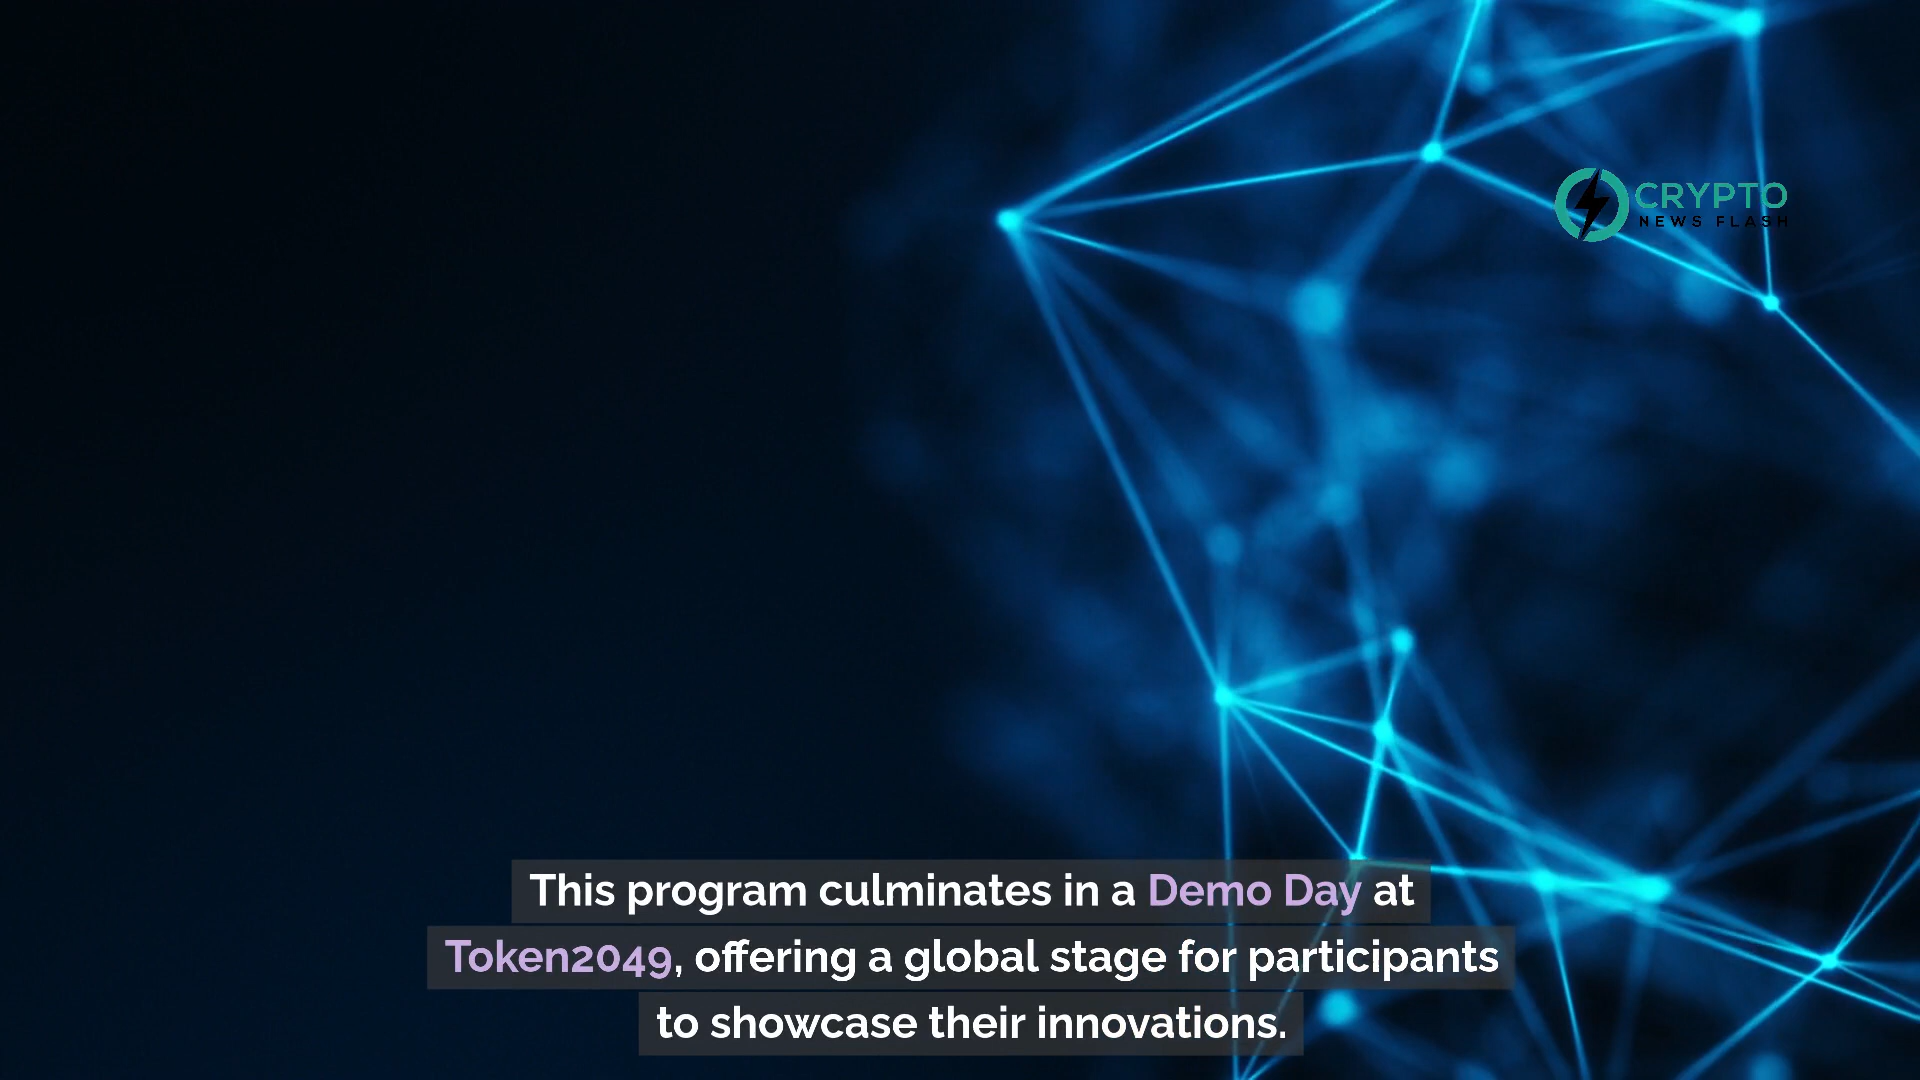 CRYPTO
NEWS FLASH
This program culminates in a Demo Day at
Token2049, offering a global stage for participants
to showcase their innovations.